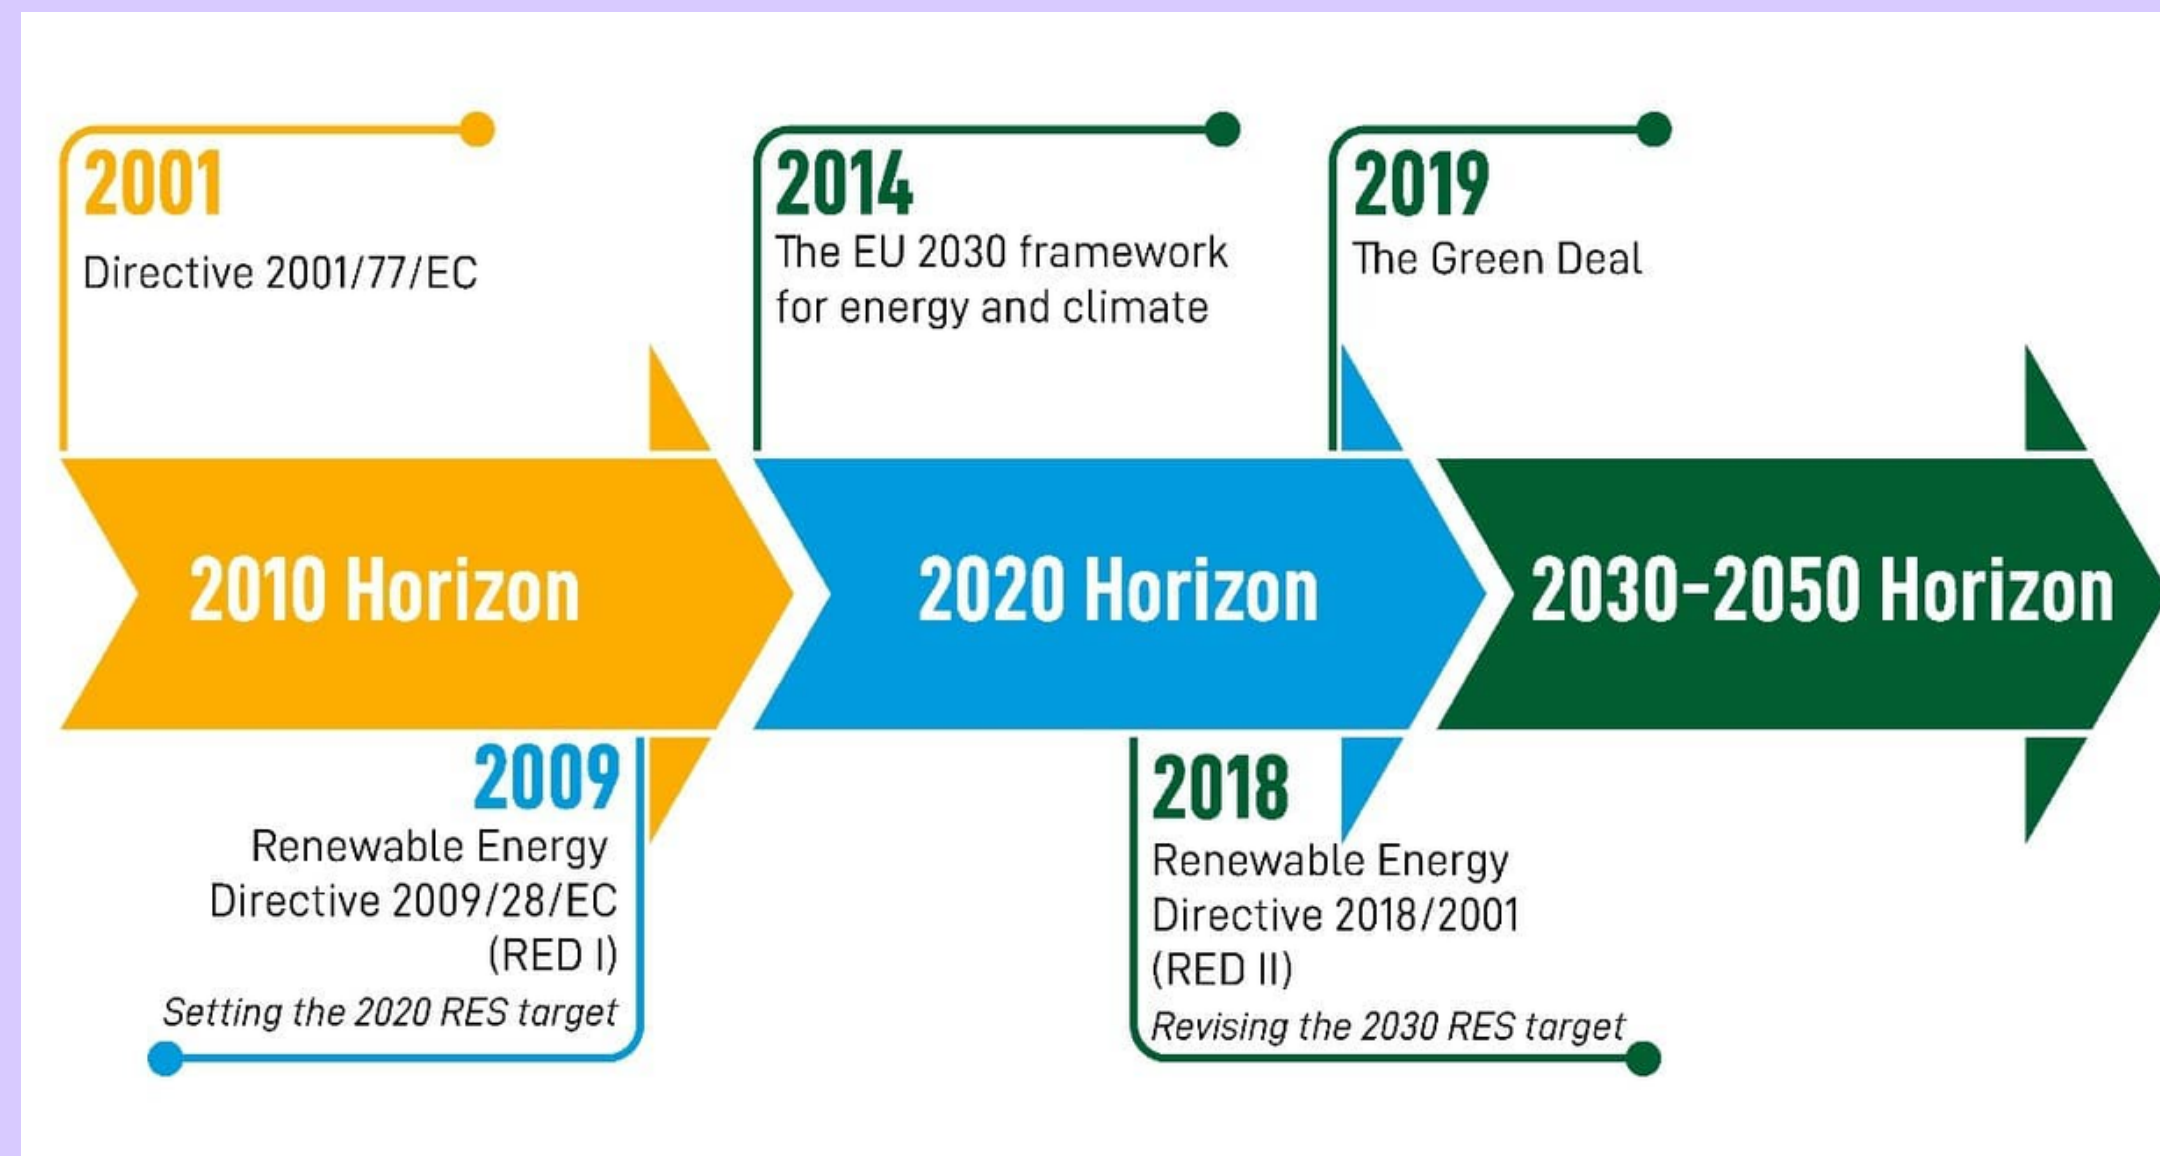 2001
Directive 2001/77/EC
2014
The EU 2030 framework
for energy and climate
2019
The Green Deal
2010 Horizon
2020 Horizon
2030-2050 Horizon
2009
Renewable Energy
Directive 2009/28/EC
(RED I)
Setting the 2020 RES target
2018
Renewable Energy
Directive 2018/2001
(RED II)
Revising the 2030 RES target